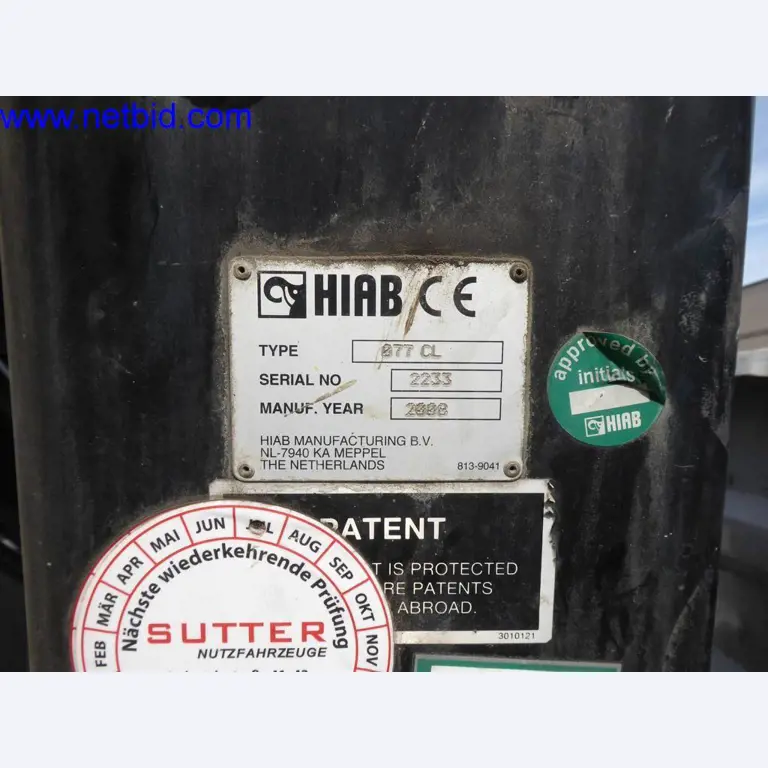 www.netbid.com
HIAB CE
TYPE 077 CL
SERIAL NO 2233
MANUF. YEAR 2008
HIAB MANUFACTURING B.V.
NL-7940 KA MEPPEL
THE NETHERLANDS 813-9041
approved by
initials
HIAB
PATENT
IS PROTECTED
PATENTS
ABROAD.
3010121
FEB MÄR APR MAI JUN JUL AUG SEP OKT NOV
Nächste wiederkehrende Prüfung
SUTTER
NUTZFAHRZEUGE